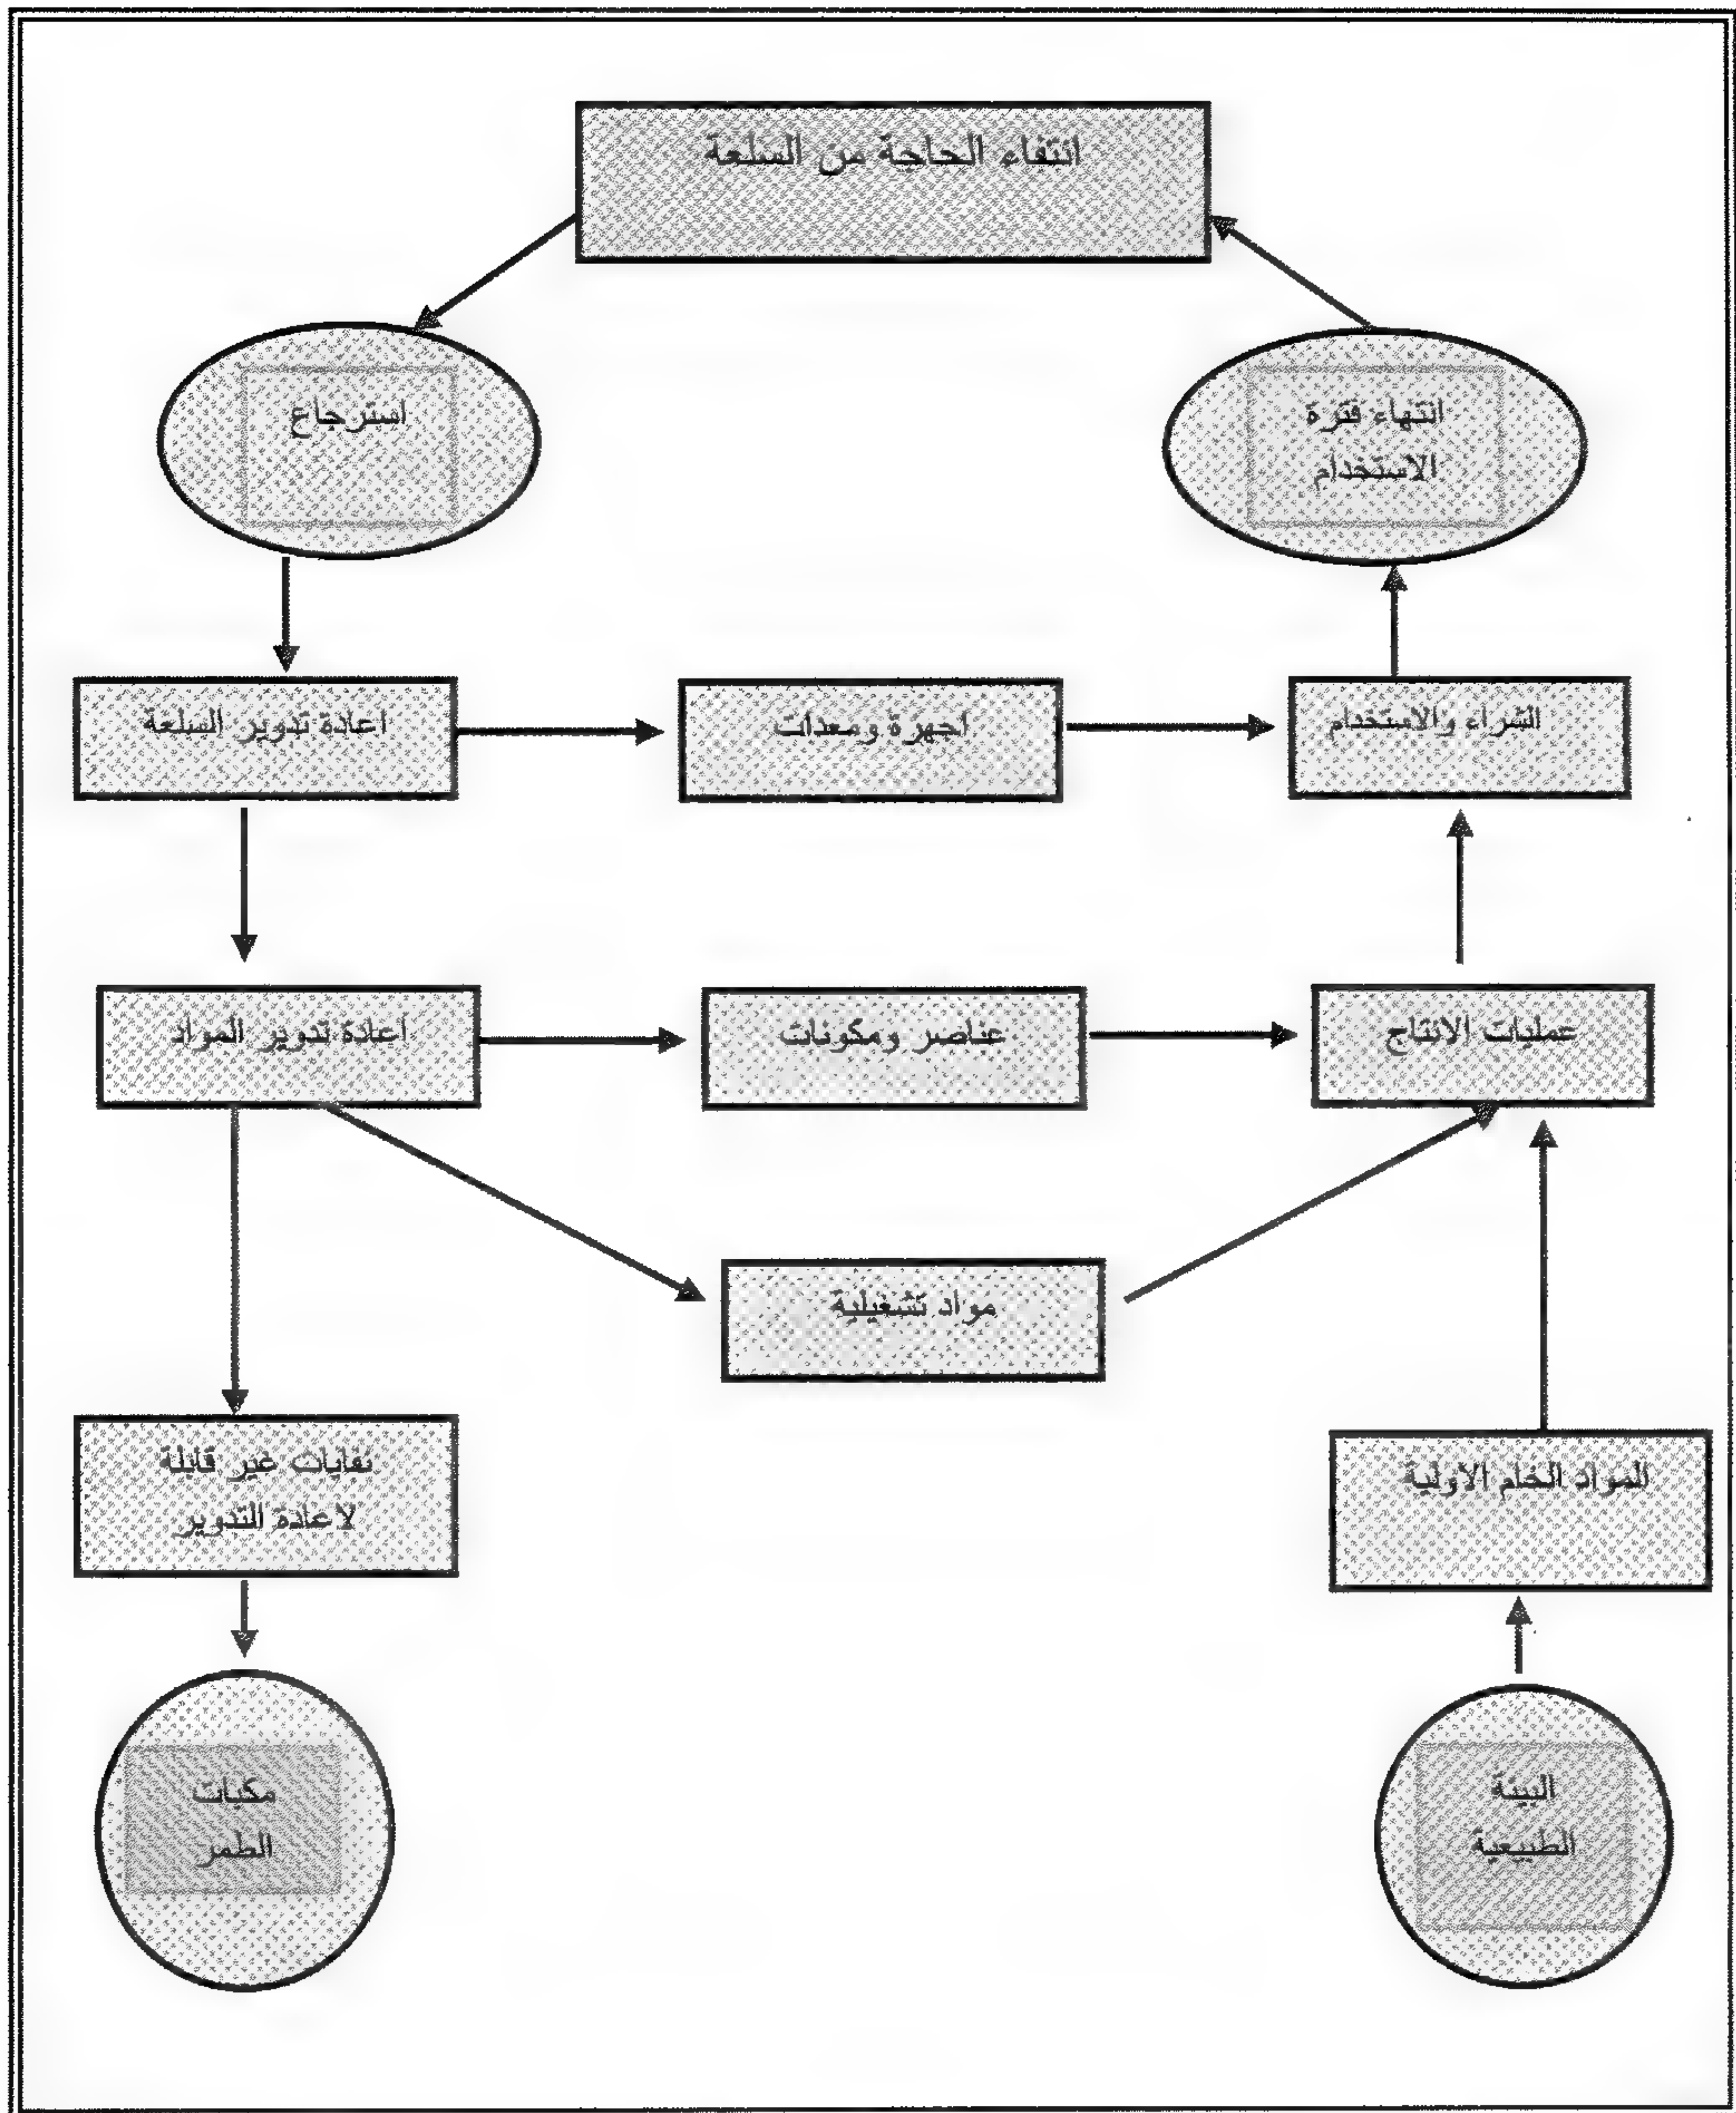 انتفاء الحاجة من السلعة
انتهاء فترة
الاستخدام
استرجاع
الشراء والاستخدام
اجهزة ومعدات
اعادة تدوير السلعة
عمليات الانتاج
عناصر ومكونات
اعادة تدوير المواد
مواد تشغيلية
المواد الخام الاولية
نفايات غير قابلة
لاعادة التدوير
البيئة
الطبيعية
مكبات
الطمر